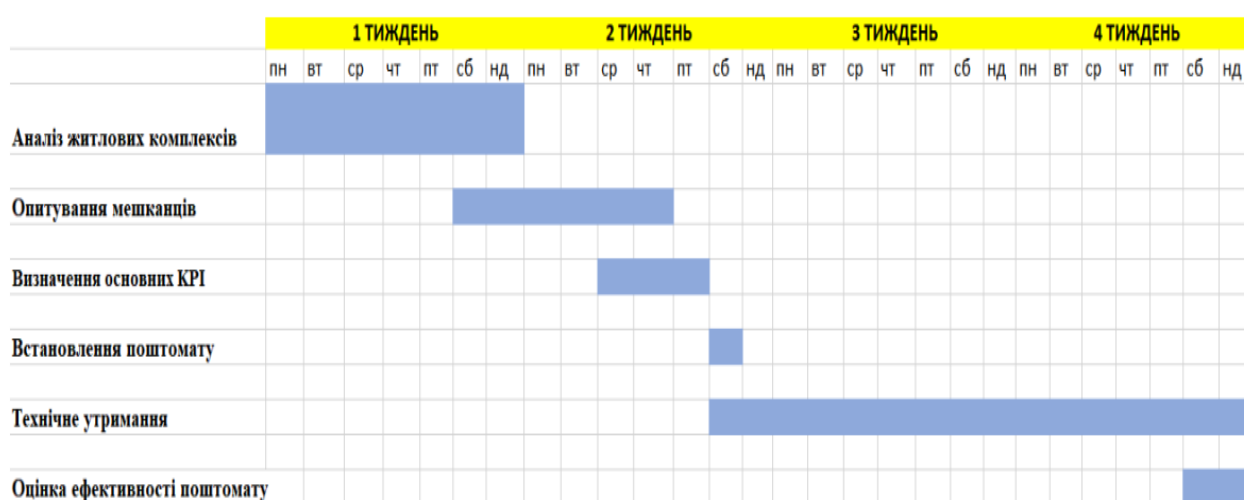 1 ТИЖДЕНЬ 2 ТИЖДЕНЬ 3 ТИЖДЕНЬ 4 ТИЖДЕНЬ
пн вт ср чт пт сб нд пн вт ср чт пт сб нд пн вт ср чт пт сб нд пн вт ср чт пт сб нд
Аналіз житлових комплексів
Опитування мешканців
Визначення основних KPI
Встановлення поштомату
Технічне утримання
Оцінка ефективності поштомату